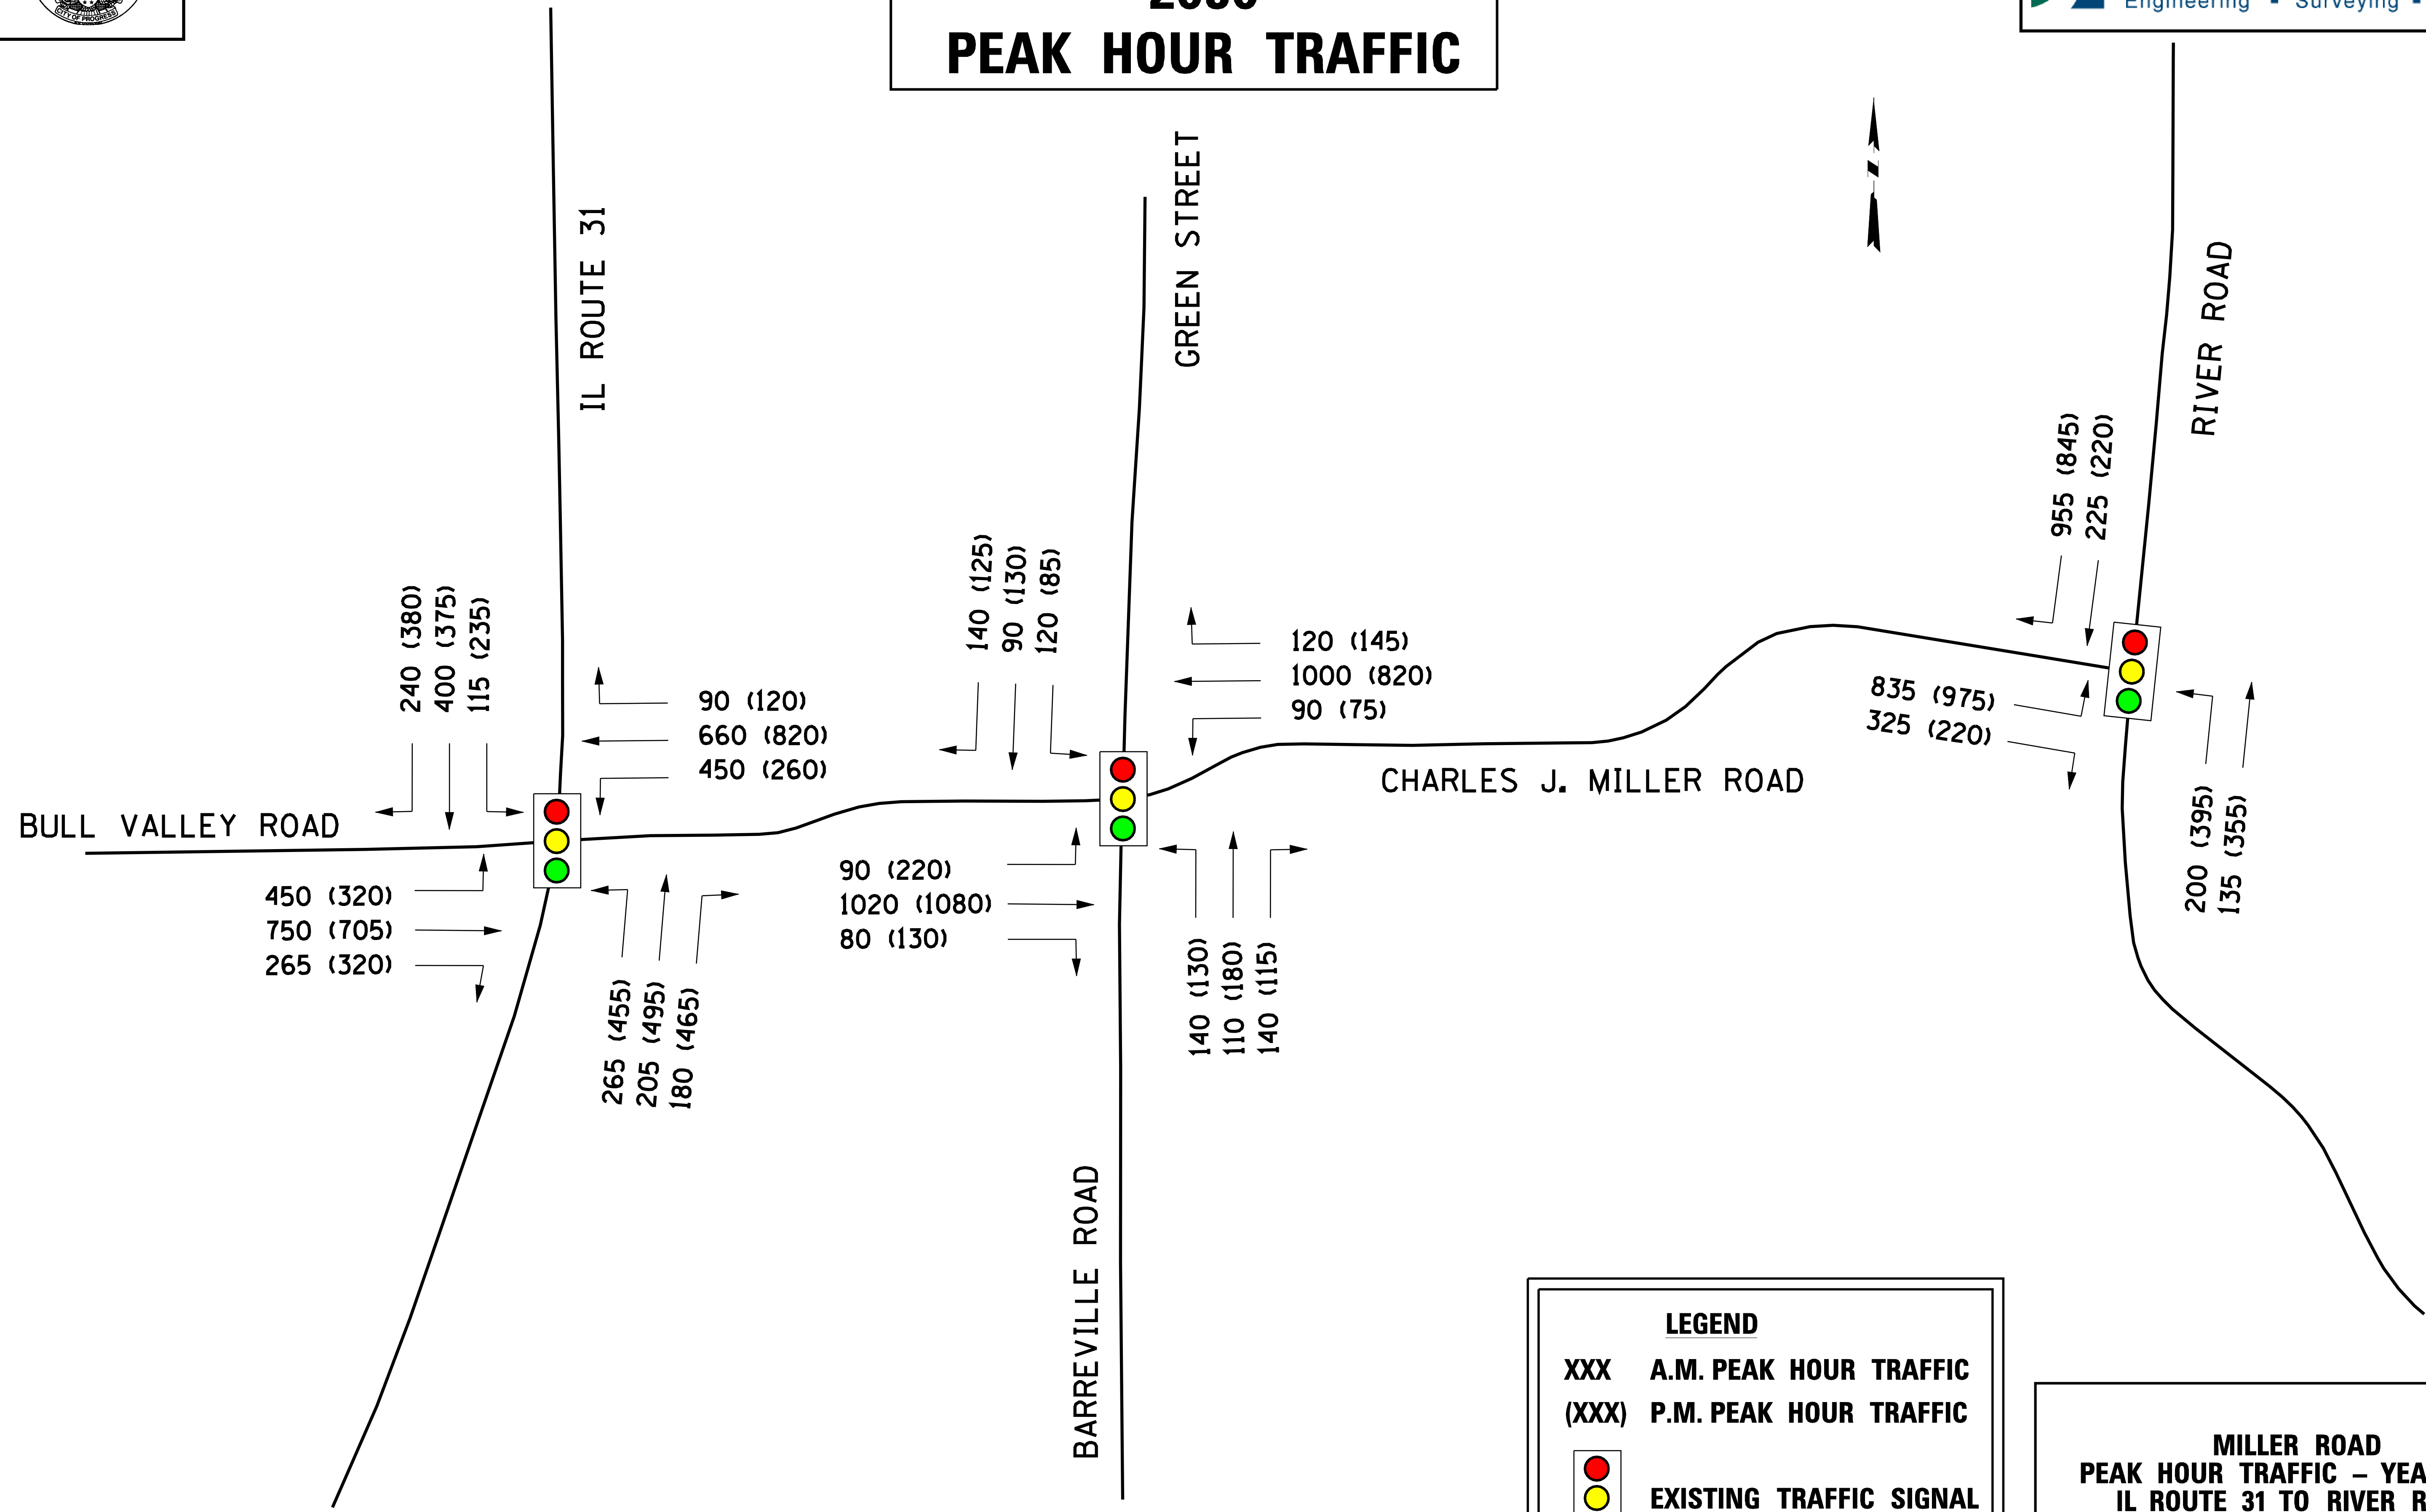 CITY OF PROGRESS
PEAK HOUR TRAFFIC
Engineering - Surveying -
IL ROUTE 31
GREEN STREET
RIVER ROAD
955 (845)
225 (220)
140 (125)
90 (130)
120 (85)
240 (380)
400 (375)
115 (235)
120 (145)
1000 (820)
90 (75)
90 (120)
660 (820)
450 (260)
835 (975)
325 (220)
CHARLES J. MILLER ROAD
BULL VALLEY ROAD
200 (395)
135 (355)
450 (320)
750 (705)
265 (320)
90 (220)
1020 (1080)
80 (130)
140 (130)
110 (180)
140 (115)
265 (455)
205 (495)
180 (465)
BARREVILLE ROAD
LEGEND
XXX A.M. PEAK HOUR TRAFFIC
(XXX) P.M. PEAK HOUR TRAFFIC
EXISTING TRAFFIC SIGNAL
MILLER ROAD
PEAK HOUR TRAFFIC – YEA
IL ROUTE 31 TO RIVER R